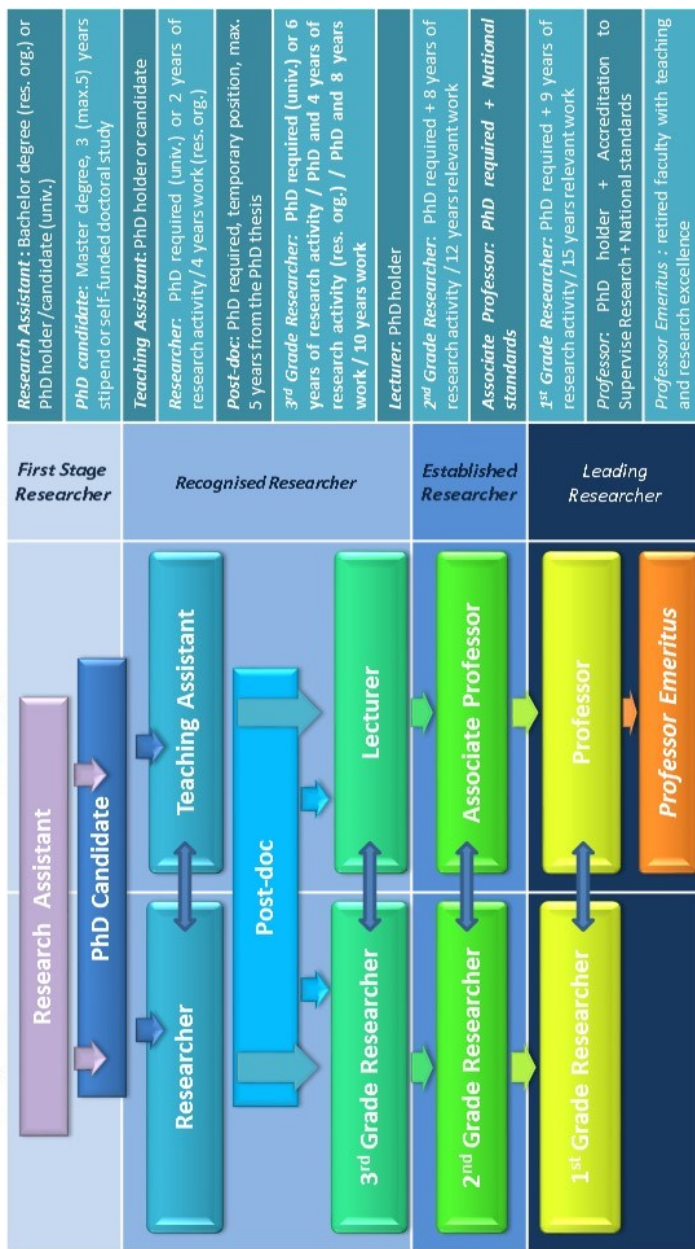 Research Assistant
PhD Candidate
Researcher
Teaching Assistant
Post-doc
3rd Grade Researcher
Lecturer
2nd Grade Researcher
Associate Professor
1st Grade Researcher
Professor
Professor Emeritus
First Stage
Researcher
Recognised Researcher
Established
Researcher
Leading
Researcher
Research Assistant : Bachelor degree (res. org.) or
PhD holder/candidate (univ.)
PhD candidate: Master degree, 3 (max.5) years
stipend or self-funded doctoral study
Teaching Assistant: PhD holder or candidate
Researcher: PhD required (univ.) or 2 years of
research activity/ 4 years work (res. org.)
Post-doc: PhD required, temporary position, max.
5 years from the PhD thesis
3rd Grade Researcher: PhD required (univ.) or 6
years of research activity / PhD and 4 years of
research activity (res. org.) / PhD and 8 years
work / 10 years work
Lecturer: PhD holder
2nd Grade Researcher: PhD required + 8 years of
research activity / 12 years relevant work
Associate Professor: PhD required + National
standards
1st Grade Researcher: PhD required + 9 years of
research activity/ 15 years relevant work
Professor: PhD holder + Accreditation to
Supervise Research + National standards
Professor Emeritus : retired faculty with teaching
and research excellence